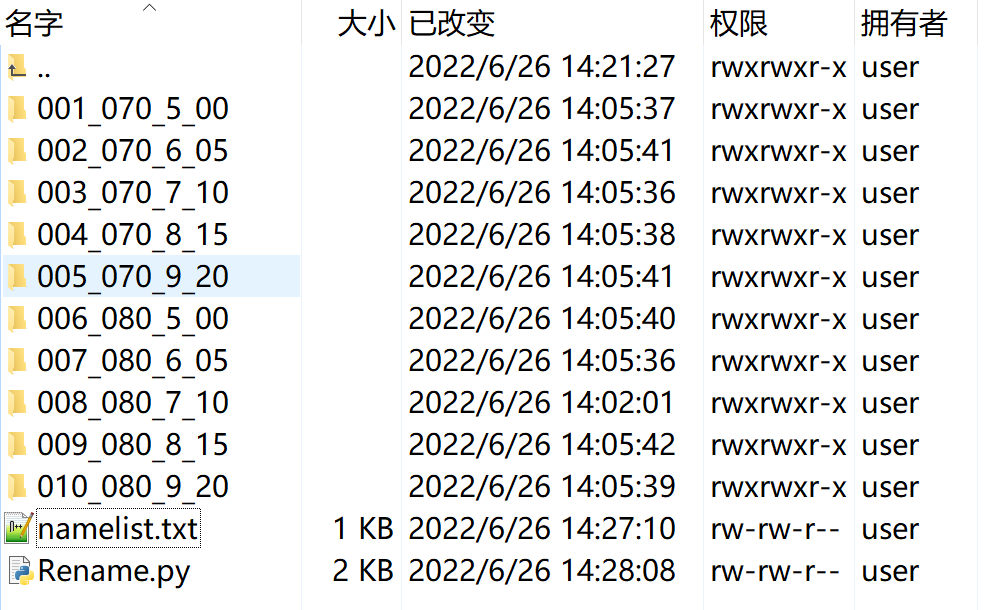 名字 大小 已改变 权限 拥有者
.. 2022/6/26 14:21:27 rwxrwxr-x user
001_070_5_00 2022/6/26 14:05:37 rwxrwxr-x user
002_070_6_05 2022/6/26 14:05:41 rwxrwxr-x user
003_070_7_10 2022/6/26 14:05:36 rwxrwxr-x user
004_070_8_15 2022/6/26 14:05:38 rwxrwxr-x user
005_070_9_20 2022/6/26 14:05:41 rwxrwxr-x user
006_080_5_00 2022/6/26 14:05:40 rwxrwxr-x user
007_080_6_05 2022/6/26 14:05:36 rwxrwxr-x user
008_080_7_10 2022/6/26 14:02:01 rwxrwxr-x user
009_080_8_15 2022/6/26 14:05:42 rwxrwxr-x user
010_080_9_20 2022/6/26 14:05:39 rwxrwxr-x user
namelist.txt 1 KB 2022/6/26 14:27:10 rw-rw-r-- user
Rename.py 2 KB 2022/6/26 14:28:08 rw-rw-r-- user